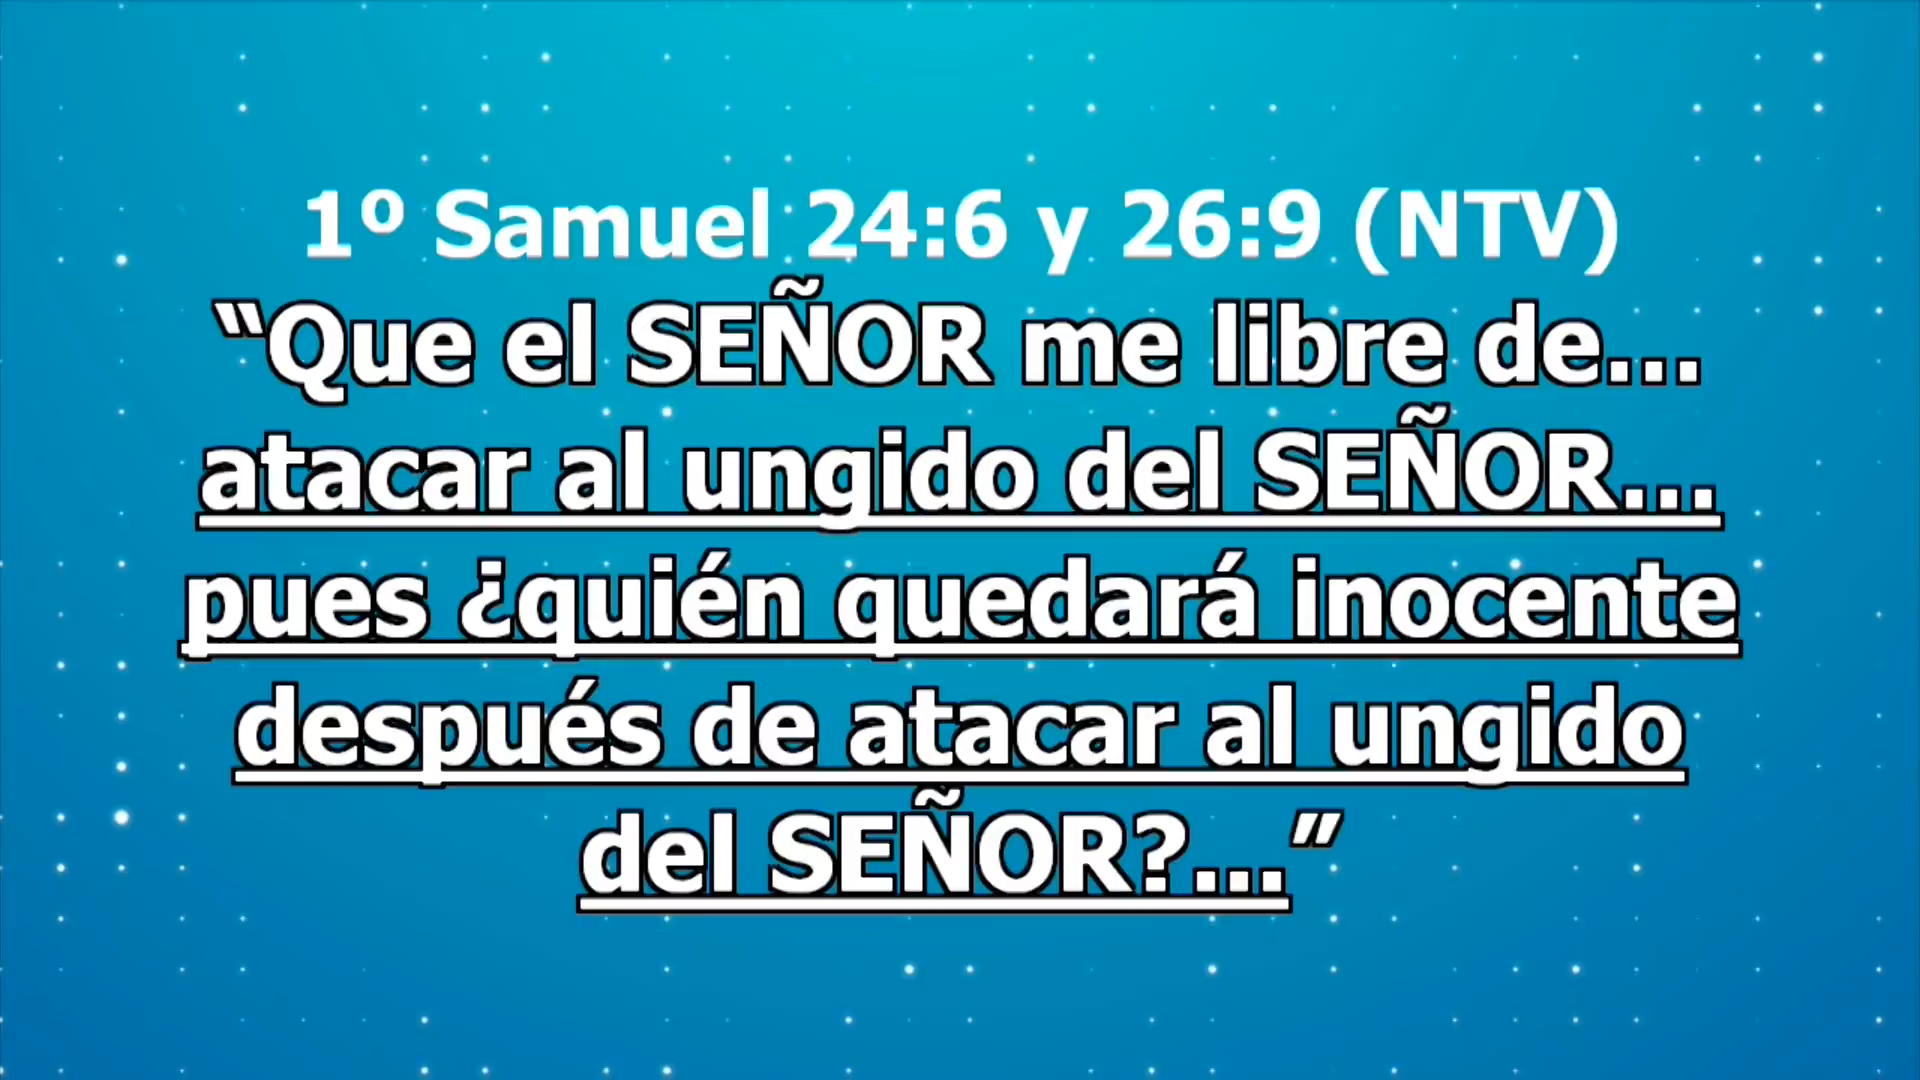 1º Samuel 24:6 y 26:9 (NTV)
“Que el SEÑOR me libre de...
atacar al ungido del SEÑOR...
pues ¿quién quedará inocente
después de atacar al ungido
del SEÑOR?...”